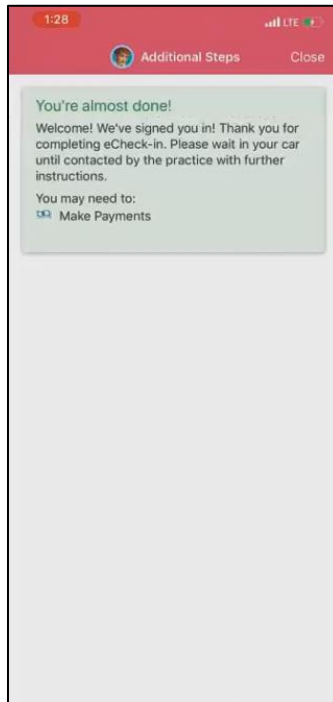 1:28
LTE
Additional Steps
Close
You're almost done!
Welcome! We've signed you in! Thank you for
completing eCheck-in. Please wait in your car
until contacted by the practice with further
instructions.
You may need to:
Make Payments